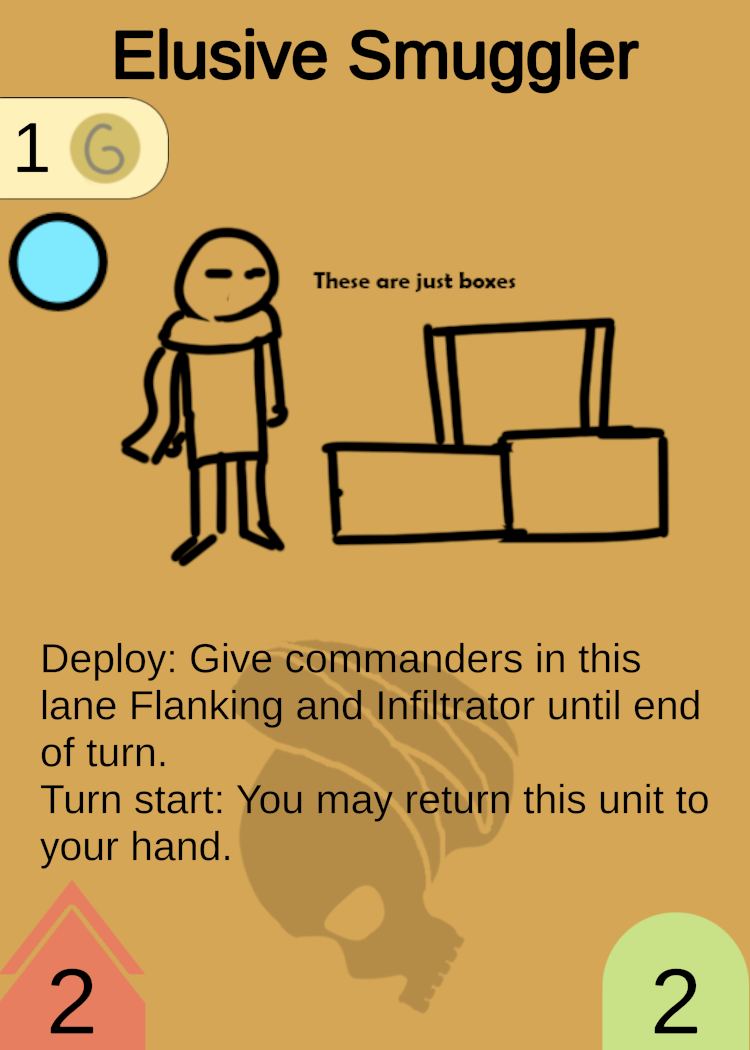 Elusive Smuggler
1 G
These are just boxes
Deploy: Give commanders in this
lane Flanking and Infiltrator until end
of turn.
Turn start: You may return this unit to
your hand.
2
2